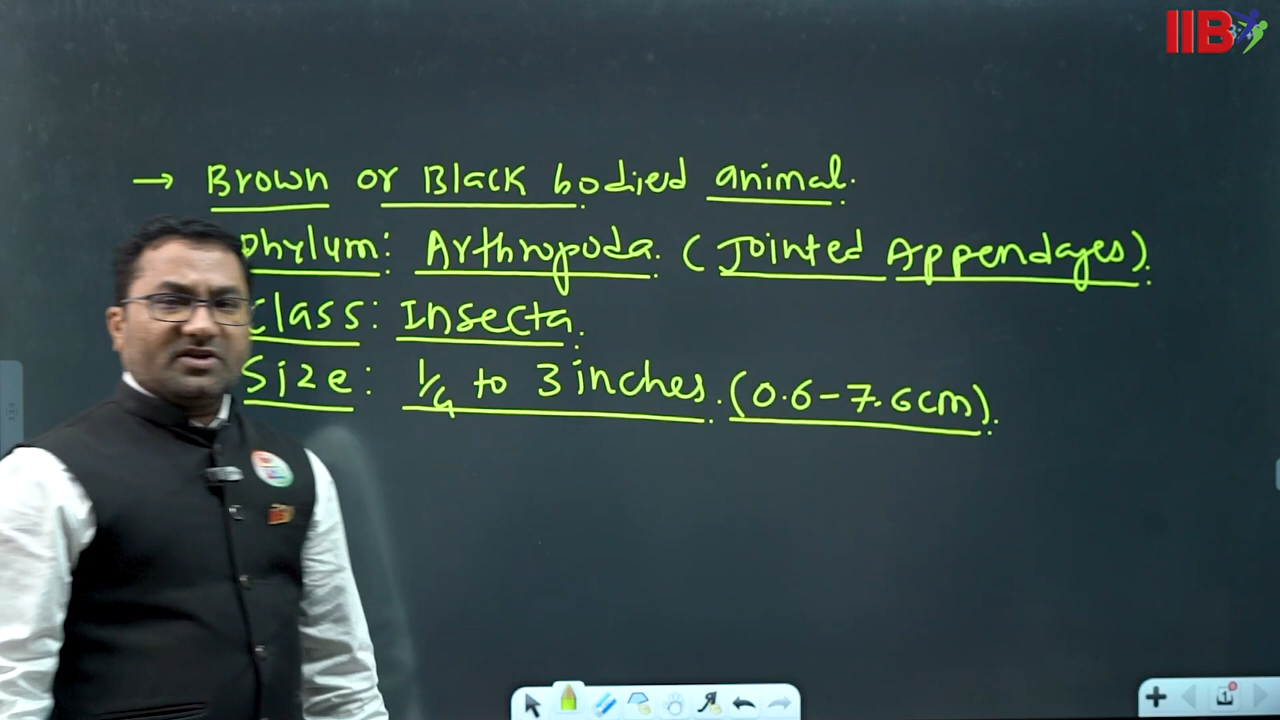 IIB
→ Brown or Black bodied animal.
Phylum: Arthropoda. (Jointed Appendages).
Class: Insecta.
Size: 1/4 to 3 inches. (0.6-7.6cm).
1